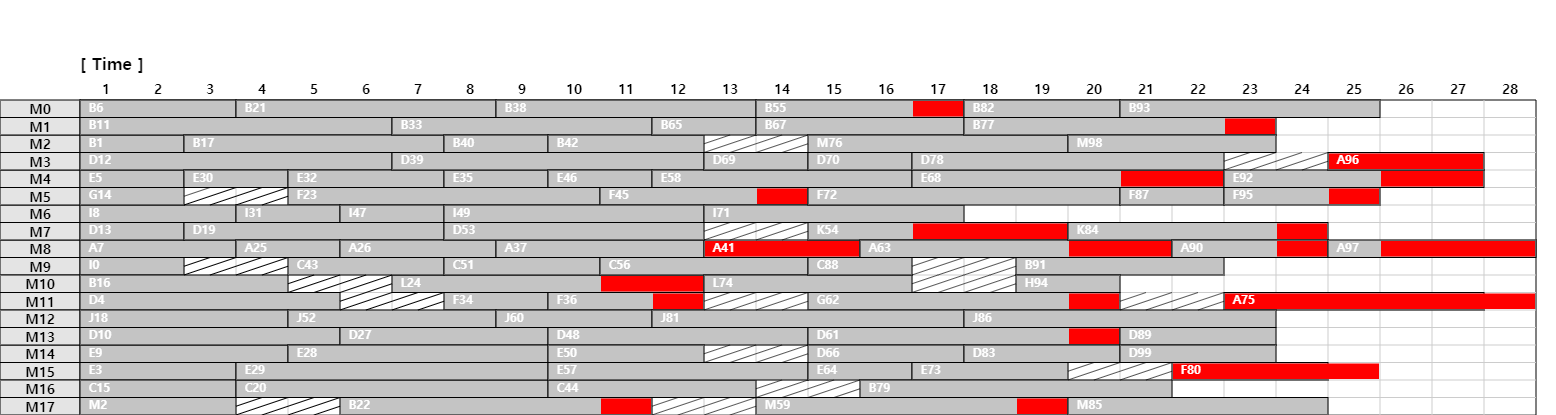 [ Time ]
1 2 3 4 5 6 7 8 9 10 11 12 13 14 15 16 17 18 19 20 21 22 23 24 25 26 27 28
M0 B6 B21 B38 B55 B82 B93
M1 B11 B33 B65 B67 B77
M2 B1 B17 B40 B42 M76 M98
M3 D12 D39 D69 D70 D78 A96
M4 E5 E30 E32 E35 E46 E58 E68 E92
M5 G14 F23 F45 F72 F87 F95
M6 I8 I31 I47 I49 I71
M7 D13 D19 D53 K54 K84
M8 A7 A25 A26 A37 A41 A63 A90 A97
M9 I0 C43 C51 C56 C88 B91
M10 B16 L24 L74 H94
M11 D4 F34 F36 G62 A75
M12 J18 J52 J60 J81 J86
M13 D10 D27 D48 D61 D89
M14 E9 E28 E50 D66 D83 D99
M15 E3 E29 E57 E64 E73 F80
M16 C15 C20 C44 B79
M17 M2 B22 M59 M85